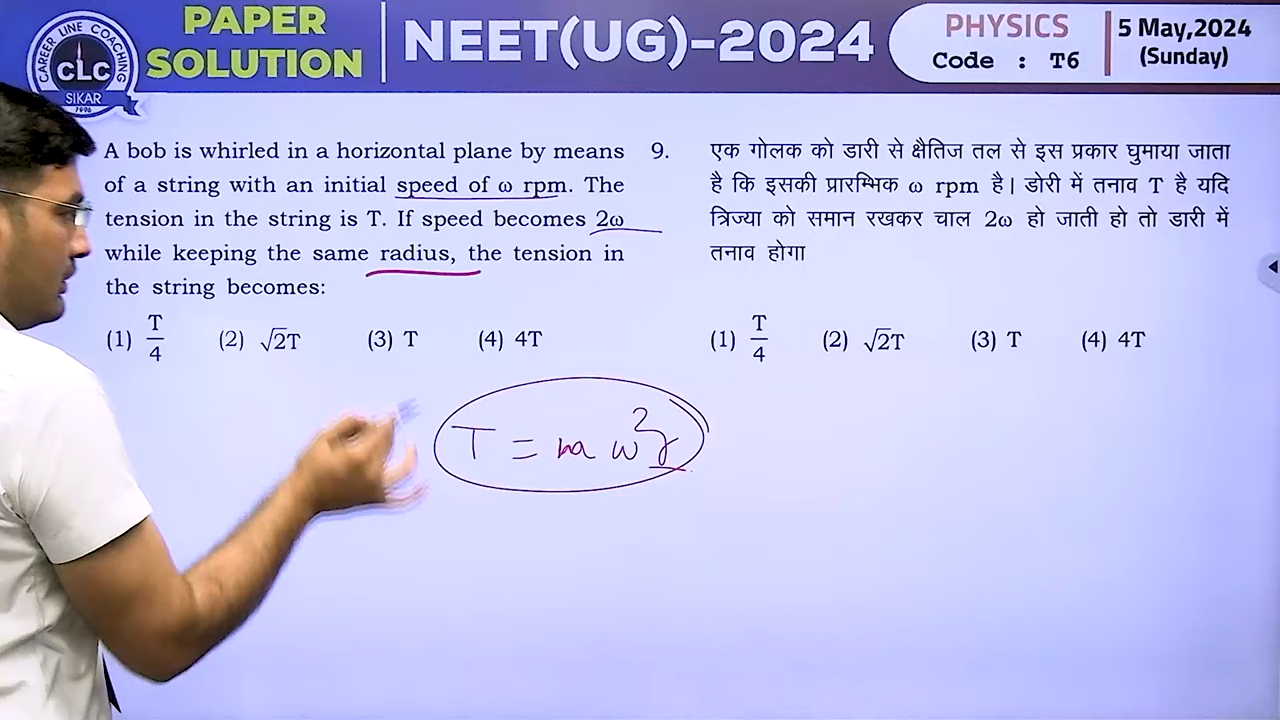 CAREER LINE COACHING
CLC
SIKAR
1996
PAPER
SOLUTION
NEET(UG)-2024
PHYSICS
Code : T6
5 May,2024
(Sunday)
A bob is whirled in a horizontal plane by means
of a string with an initial speed of ω rpm. The
tension in the string is T. If speed becomes 2ω
while keeping the same radius, the tension in
the string becomes:
(1) T/4 (2) √2T (3) T (4) 4T
9. एक गोलक को डारी से क्षैतिज तल से इस प्रकार घुमाया जाता
है कि इसकी प्रारम्भिक ω rpm है। डोरी में तनाव T है यदि
त्रिज्या को समान रखकर चाल 2ω हो जाती हो तो डारी में
तनाव होगा
(1) T/4 (2) √2T (3) T (4) 4T
T = m ω² r